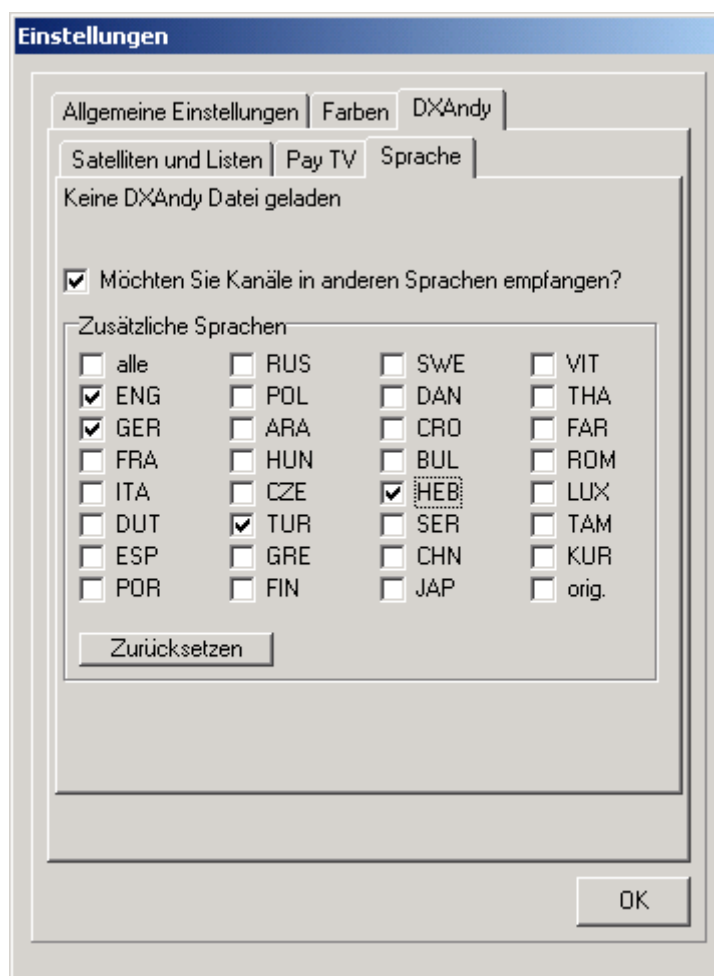 Einstellungen
Allgemeine Einstellungen Farben DXAndy
Satelliten und Listen Pay TV Sprache
Keine DXAndy Datei geladen
Möchten Sie Kanäle in anderen Sprachen empfangen?
Zusätzliche Sprachen
alle RUS SWE VIT
ENG POL DAN THA
GER ARA CRO FAR
FRA HUN BUL ROM
ITA CZE HEB LUX
DUT TUR SER TAM
ESP GRE CHN KUR
POR FIN JAP orig.
Zurücksetzen
OK